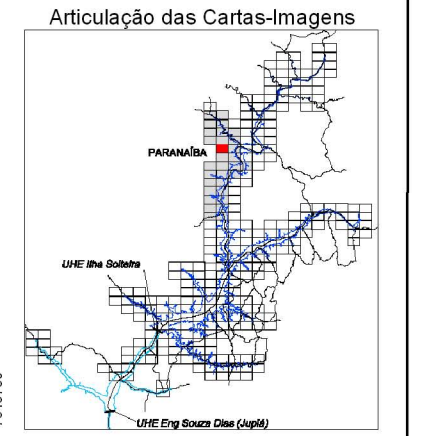 Articulação das Cartas-Imagens
PARANAÍBA
UHE Ilha Solteira
UHE Eng Souza Dias (Jupiá)